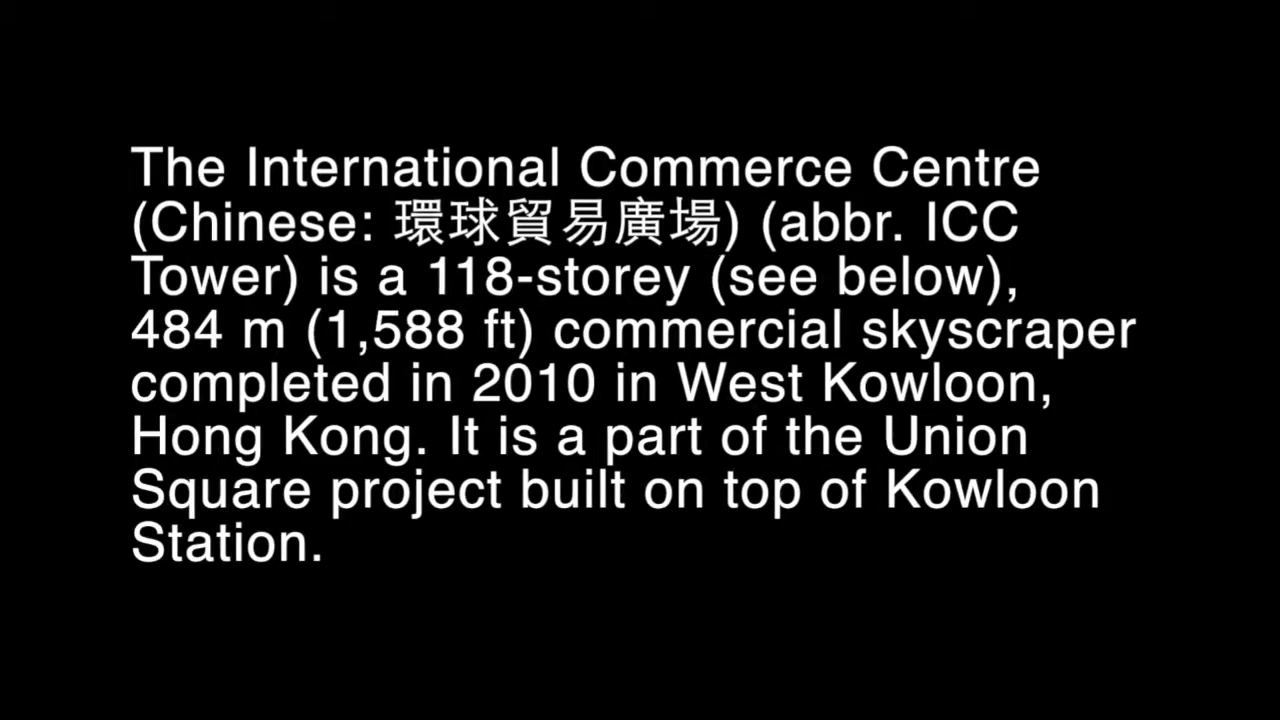 The International Commerce Centre
(Chinese: 環球貿易廣場) (abbr. ICC
Tower) is a 118-storey (see below),
484 m (1,588 ft) commercial skyscraper
completed in 2010 in West Kowloon,
Hong Kong. It is a part of the Union
Square project built on top of Kowloon
Station.